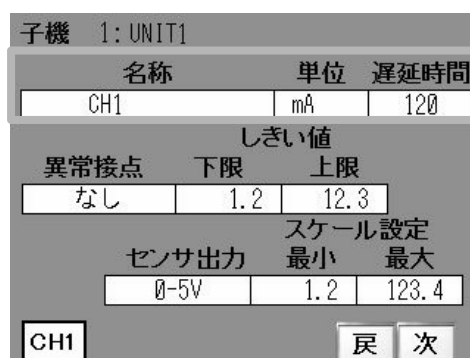 子機 1:UNIT1
名称 単位 遅延時間
CH1 mA 120
しきい値
異常接点 下限 上限
なし 1.2 12.3
スケール設定
センサ出力 最小 最大
0-5V 1.2 123.4
CH1 戻 次